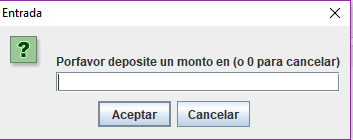 Entrada
Porfavor deposite un monto en (o 0 para cancelar)
Aceptar
Cancelar